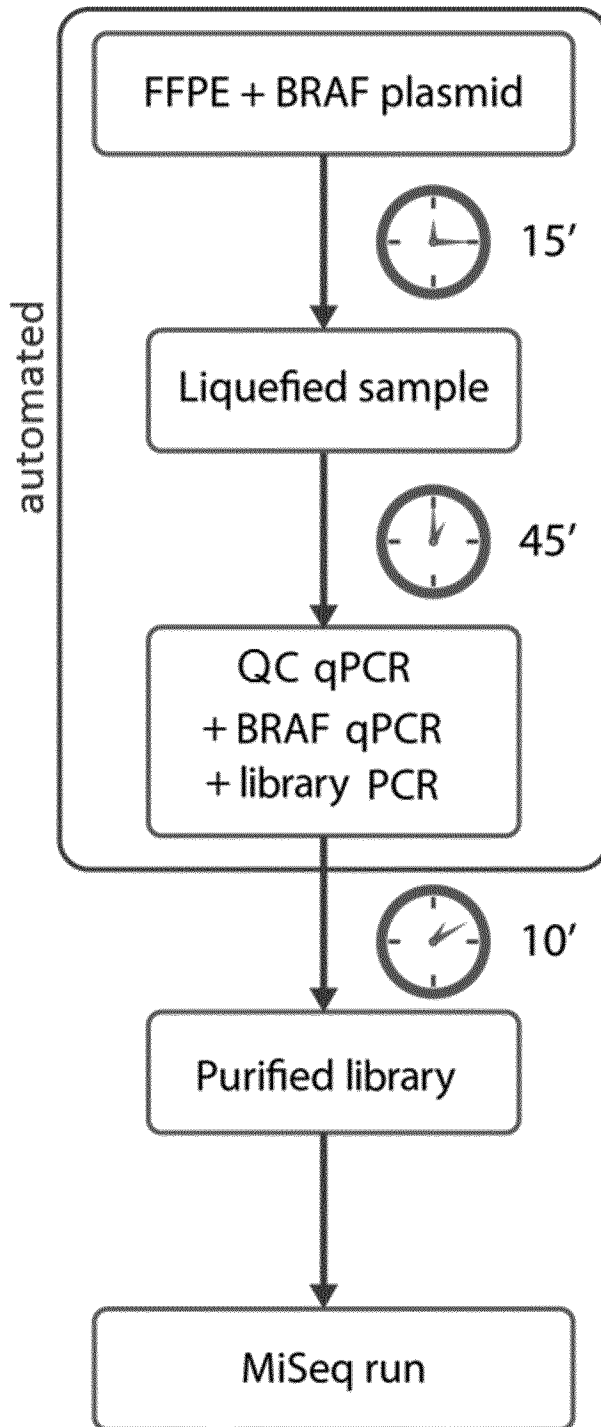 FFPE + BRAF plasmid
15′
automated
Liquefied sample
45′
QC qPCR
+ BRAF qPCR
+ library PCR
10′
Purified library
MiSeq run